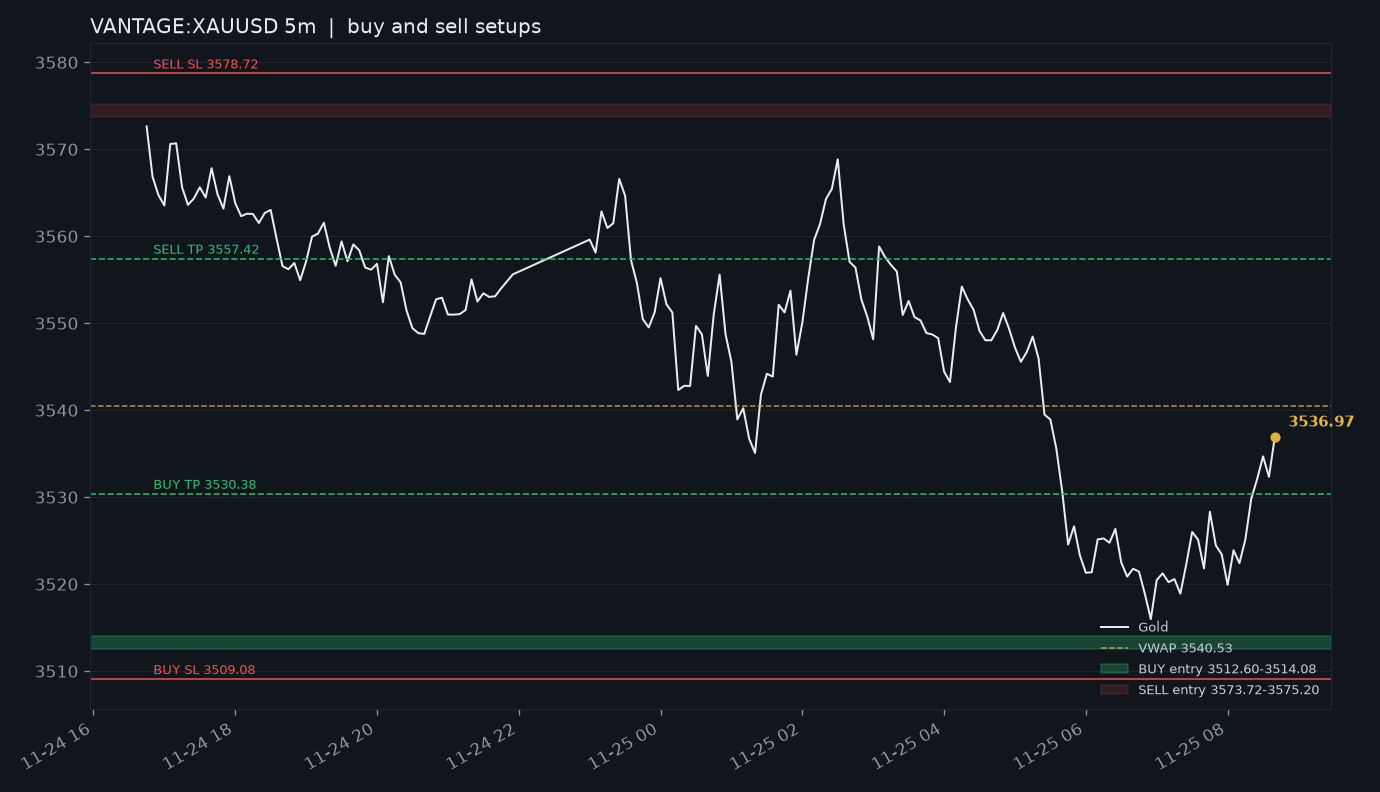 VANTAGE:XAUUSD 5m | buy and sell setups
3580
SELL SL 3578.72
3570
3560
SELL TP 3557.42
3550
3540
3536.97
3530
BUY TP 3530.38
3520
3510
BUY SL 3509.08
Gold
VWAP 3540.53
BUY entry 3512.60-3514.08
SELL entry 3573.72-3575.20
11-24 16
11-24 18
11-24 20
11-24 22
11-25 00
11-25 02
11-25 04
11-25 06
11-25 08